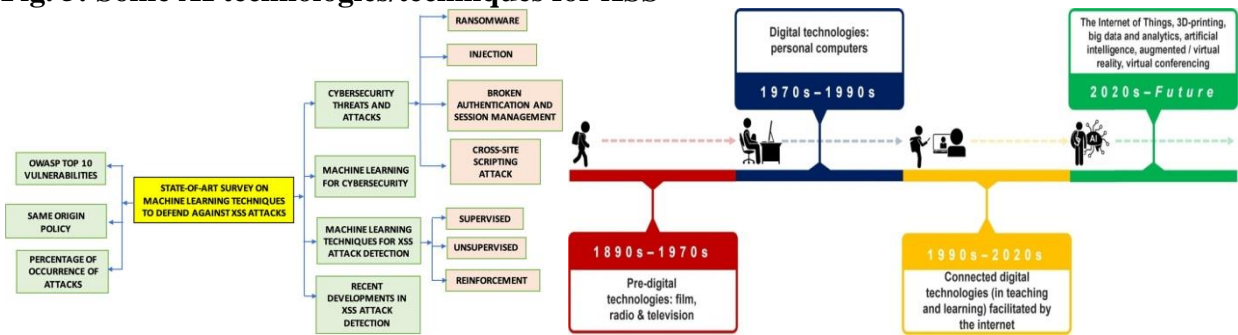 Fig. 3: Some AI technologies/techniques for XSS
OWASP TOP 10
VULNERABILITIES
SAME ORIGIN
POLICY
PERCENTAGE OF
OCCURRENCE OF
ATTACKS
STATE-OF-ART SURVEY ON
MACHINE LEARNING TECHNIQUES
TO DEFEND AGAINST XSS ATTACKS
CYBERSECURITY
THREATS AND
ATTACKS
MACHINE LEARNING
FOR CYBERSECURITY
MACHINE LEARNING
TECHNIQUES FOR XSS
ATTACK DETECTION
RECENT
DEVELOPMENTS IN
XSS ATTACK
DETECTION
RANSOMWARE
INJECTION
BROKEN
AUTHENTICATION AND
SESSION MANAGEMENT
CROSS-SITE
SCRIPTING
ATTACK
SUPERVISED
UNSUPERVISED
REINFORCEMENT
1890s–1970s
Pre-digital
technologies: film,
radio & television
Digital technologies:
personal computers
1970s–1990s
1990s–2020s
Connected digital
technologies (in teaching
and learning) facilitated by
the internet
The Internet of Things, 3D-printing,
big data and analytics, artificial
intelligence, augmented / virtual
reality, virtual conferencing
2020s–Future
AI